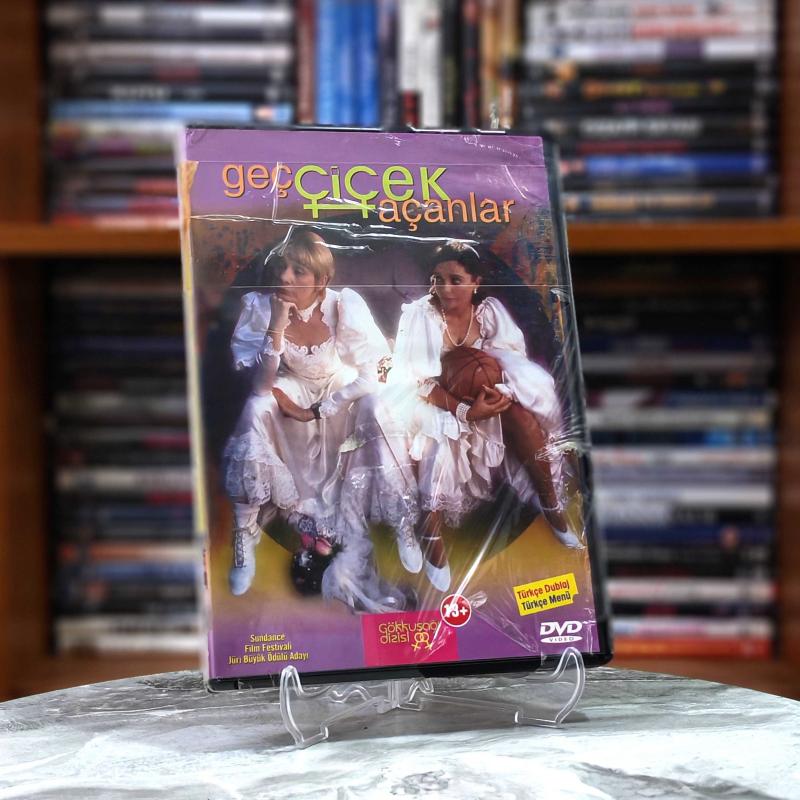 geç çiçek
açanlar
Türkçe Dublaj
Türkçe Menü
13+
Gökkuşağı
dizisi
Sundance
Film Festivali
Jüri Büyük Ödülü Adayı
DVD
VIDEO